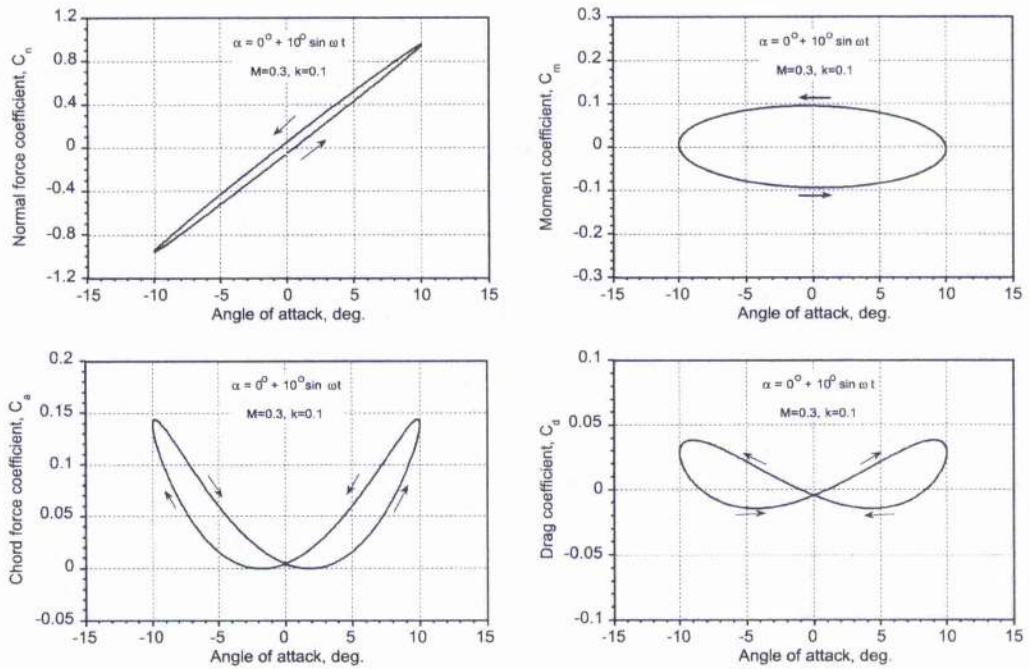 Normal force coefficient, Cₙ
1.2
0.8
0.4
0
-0.4
-0.8
-1.2
α = 0° + 10° sin ωt
M=0.3, k=0.1
-15 -10 -5 0 5 10 15
Angle of attack, deg.
Moment coefficient, Cₘ
0.3
0.2
0.1
0
-0.1
-0.2
-0.3
α = 0° + 10° sin ωt
M=0.3, k=0.1
-15 -10 -5 0 5 10 15
Angle of attack, deg.
Chord force coefficient, Cₐ
0.2
0.15
0.1
0.05
0
-0.05
α = 0° + 10° sin ωt
M=0.3, k=0.1
-15 -10 -5 0 5 10 15
Angle of attack, deg.
Drag coefficient, C_d
0.1
0.05
0
-0.05
-0.1
α = 0° + 10° sin ωt
M=0.3, k=0.1
-15 -10 -5 0 5 10 15
Angle of attack, deg.